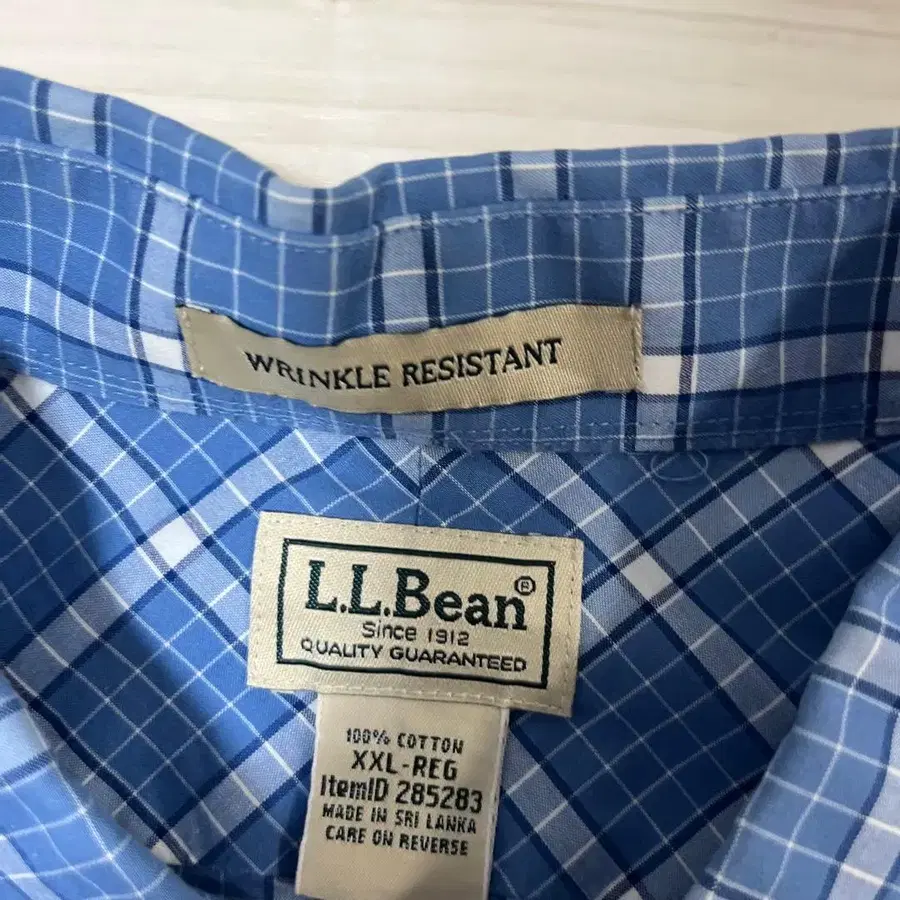 WRINKLE RESISTANT
L.L.Bean®
Since 1912
QUALITY GUARANTEED
100% COTTON
XXL-REG
ItemID 285283
MADE IN SRI LANKA
CARE ON REVERSE